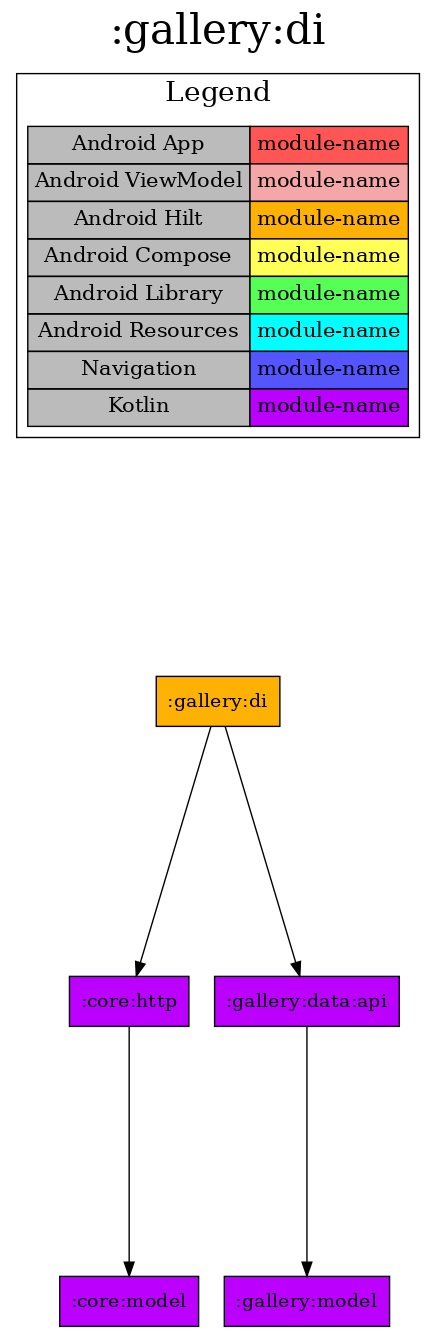 :gallery:di
Legend
Android App module-name
Android ViewModel module-name
Android Hilt module-name
Android Compose module-name
Android Library module-name
Android Resources module-name
Navigation module-name
Kotlin module-name
:gallery:di
:core:http :gallery:data:api
:core:model :gallery:model